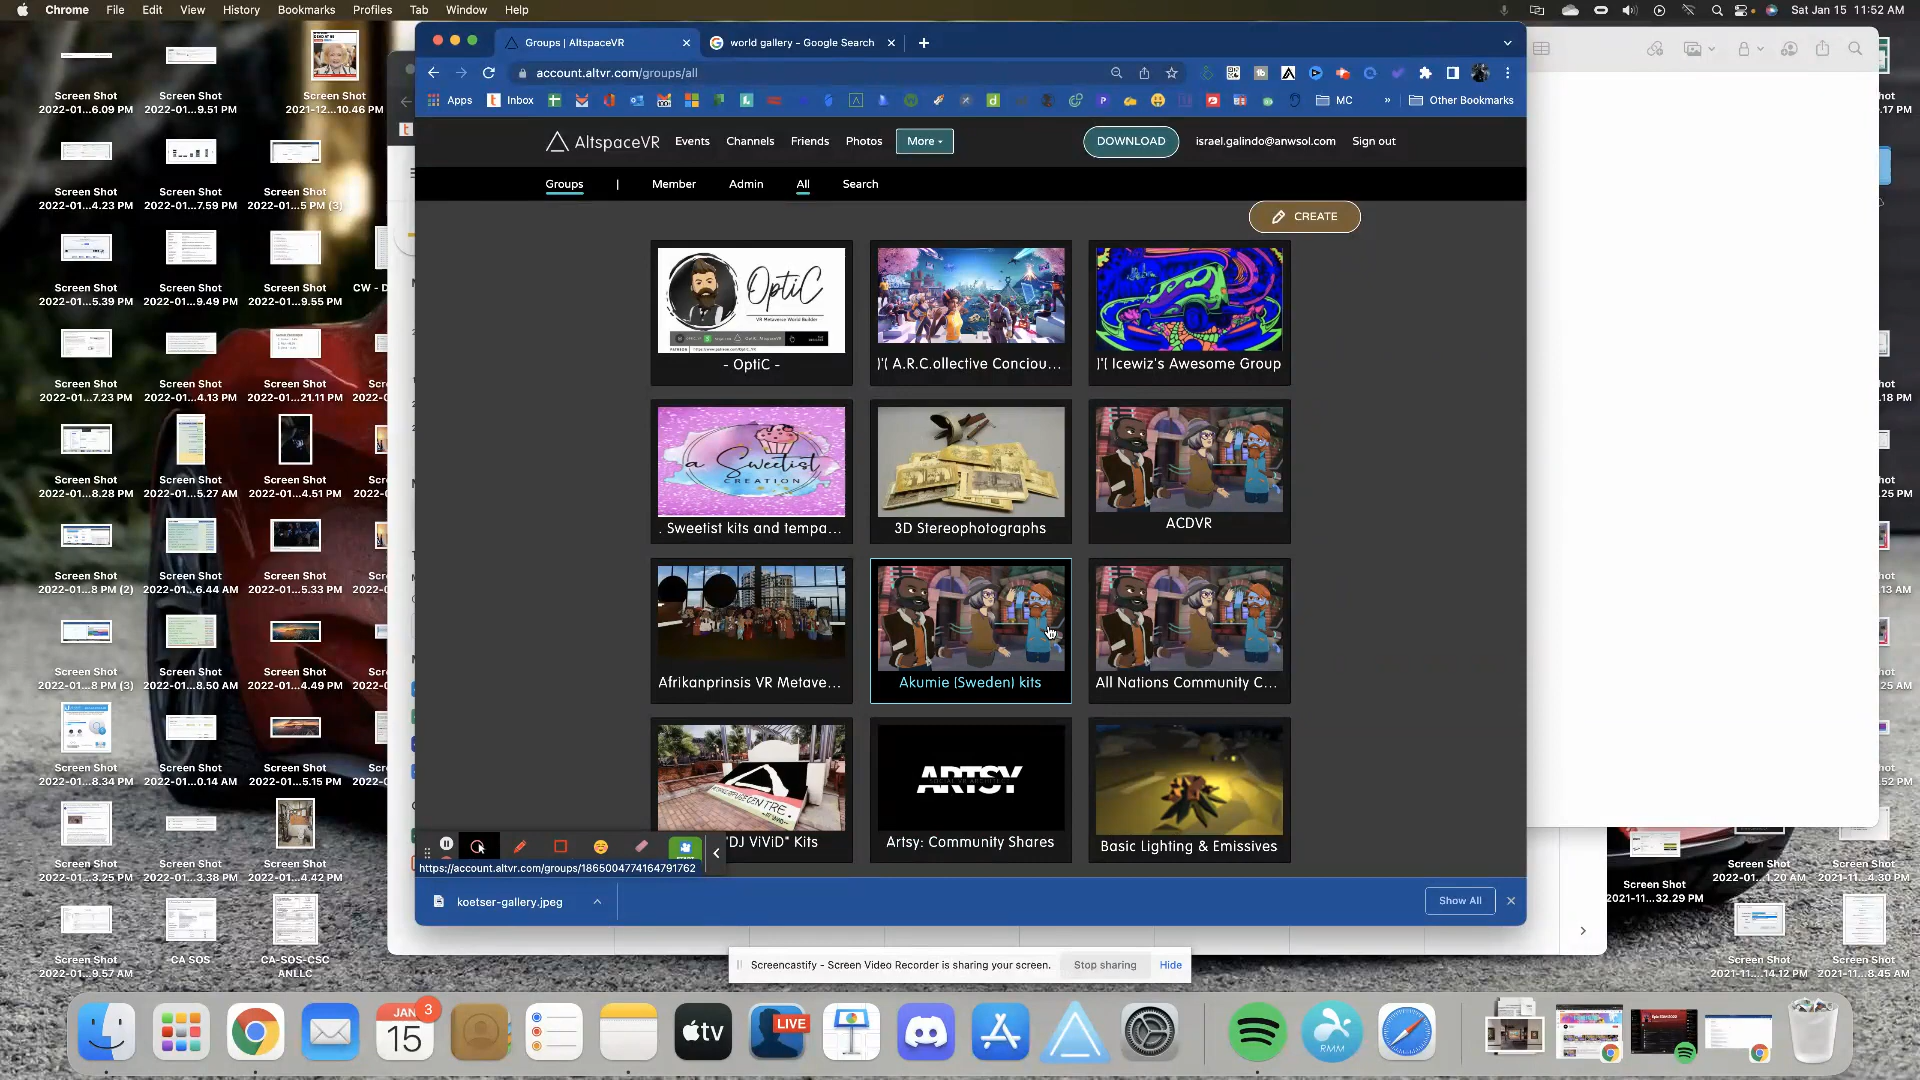 Chrome File Edit View History Bookmarks Profiles Tab Window Help
Sat Jan 15 11:52 AM
Groups | AltspaceVR
world gallery - Google Search
account.altvr.com/groups/all
Apps
Inbox
MC
»
Other Bookmarks
AltspaceVR
Events
Channels
Friends
Photos
More
DOWNLOAD
israel.galindo@anwsol.com
Sign out
Groups | Member Admin All Search
CREATE
OptiC
VR Metaverse World Builder
- OptiC -
)'( A.R.C.ollective Conciou...
)'( Icewiz's Awesome Group
a Sweetist
CREATION
. Sweetist kits and tempa...
3D Stereophotographs
ACDVR
Afrikanprinsis VR Metave...
Akumie (Sweden) kits
All Nations Community C...
"DJ ViViD" Kits
ARTSY
Artsy: Community Shares
Basic Lighting & Emissives
https://account.altvr.com/groups/1865004774164791762
koetser-gallery.jpeg
Show All
Screencastify - Screen Video Recorder is sharing your screen.
Stop sharing
Hide
Screen Shot
2022-01...6.09 PM
Screen Shot
2022-01...9.51 PM
Screen Shot
2021-12...10.46 PM
Screen Shot
2022-01...4.23 PM
Screen Shot
2022-01...7.59 PM
Screen Shot
2022-01...5 PM (3)
Screen Shot
2022-01...5.39 PM
Screen Shot
2022-01...9.49 PM
Screen Shot
2022-01...9.55 PM
CW - D
Screen Shot
2022-01...7.23 PM
Screen Shot
2022-01...4.13 PM
Screen Shot
2022-01...21.11 PM
Screen Shot
2022-01...8.28 PM
Screen Shot
2022-01...5.27 AM
Screen Shot
2022-01...4.51 PM
Screen Shot
2022-01...8 PM (2)
Screen Shot
2022-01...6.44 AM
Screen Shot
2022-01...5.33 PM
Screen Shot
2022-01...8 PM (3)
Screen Shot
2022-01...8.50 AM
Screen Shot
2022-01...4.49 PM
Screen Shot
2022-01...8.34 PM
Screen Shot
2022-01...0.14 AM
Screen Shot
2022-01...5.15 PM
Screen Shot
2022-01...3.25 PM
Screen Shot
2022-01...3.38 PM
Screen Shot
2022-01...4.42 PM
Screen Shot
2022-01...9.57 AM
CA SOS
CA-SOS-CSC
ANLLC
Screen Shot
2021-11...32.29 PM
Screen Shot
2022-01...1.20 AM
Screen Shot
2021-11...4.30 PM
Screen Shot
2021-11...14.12 PM
Screen Shot
2021-11...8.45 AM
JAN
15
3
tv
LIVE
RMM